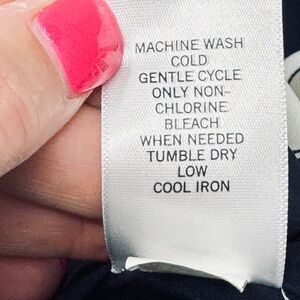 MACHINE WASH
COLD
GENTLE CYCLE
ONLY NON-
CHLORINE
BLEACH
WHEN NEEDED
TUMBLE DRY
LOW
COOL IRON